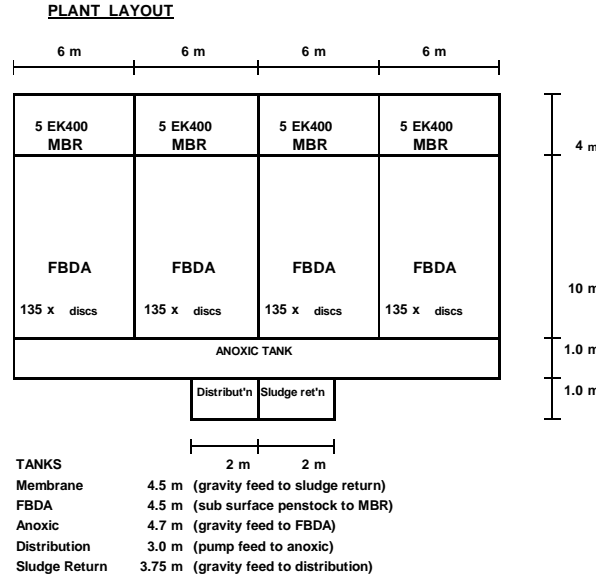 PLANT LAYOUT
6 m 6 m 6 m 6 m
5 EK400 5 EK400 5 EK400 5 EK400
MBR MBR MBR MBR
4 m
FBDA FBDA FBDA FBDA
10 m
135 x discs 135 x discs 135 x discs 135 x discs
ANOXIC TANK
1.0 m
Distribut'n Sludge ret'n
1.0 m
TANKS 2 m 2 m
Membrane 4.5 m (gravity feed to sludge return)
FBDA 4.5 m (sub surface penstock to MBR)
Anoxic 4.7 m (gravity feed to FBDA)
Distribution 3.0 m (pump feed to anoxic)
Sludge Return 3.75 m (gravity feed to distribution)